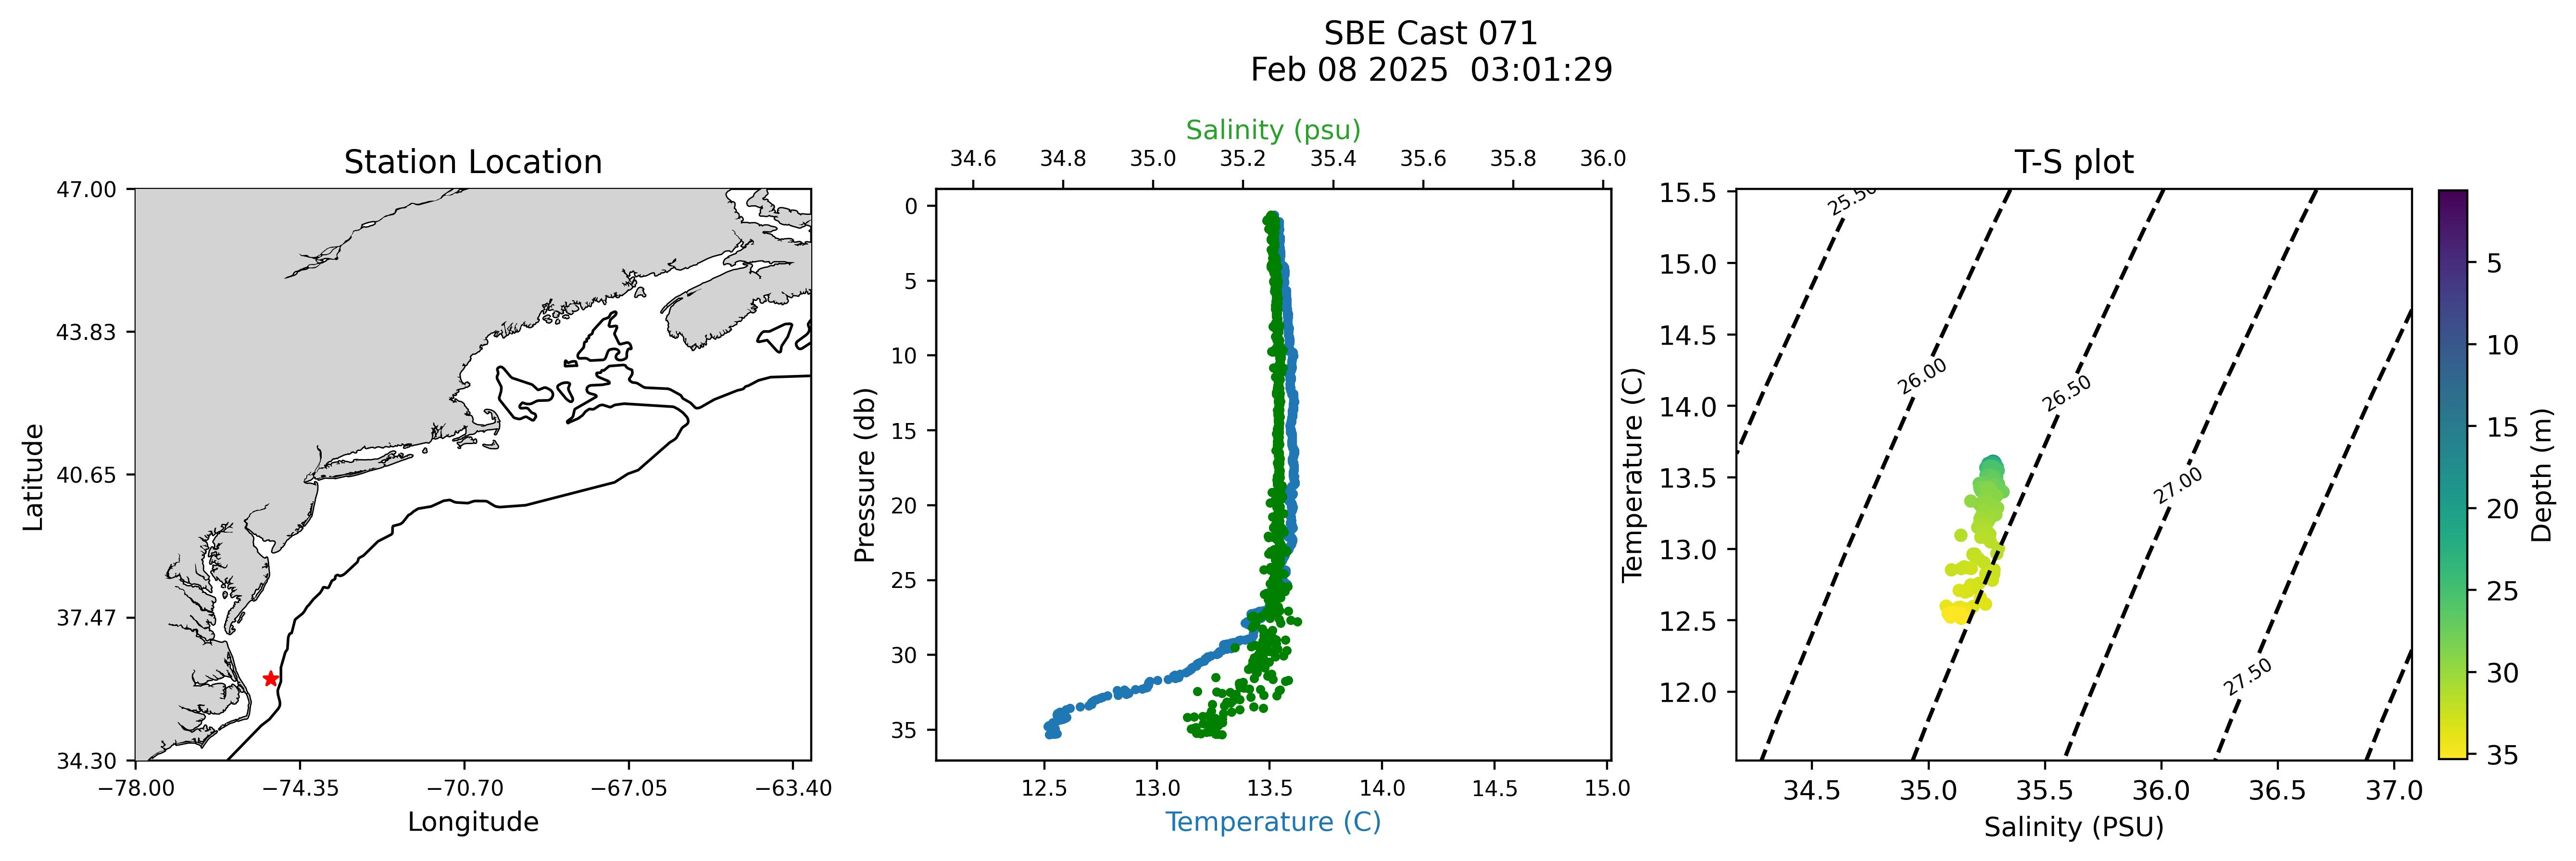 SBE Cast 071
Feb 08 2025  03:01:29
Station Location
47.00
43.83
40.65
37.47
34.30
Latitude
−78.00 −74.35 −70.70 −67.05 −63.40
Longitude
Salinity (psu)
34.6 34.8 35.0 35.2 35.4 35.6 35.8 36.0
0
5
10
15
20
25
30
35
Pressure (db)
12.5 13.0 13.5 14.0 14.5 15.0
Temperature (C)
T-S plot
15.5
15.0
14.5
14.0
13.5
13.0
12.5
12.0
Temperature (C)
25.50
26.00
26.50
27.00
27.50
34.5 35.0 35.5 36.0 36.5 37.0
Salinity (PSU)
5
10
15
20
25
30
35
Depth (m)